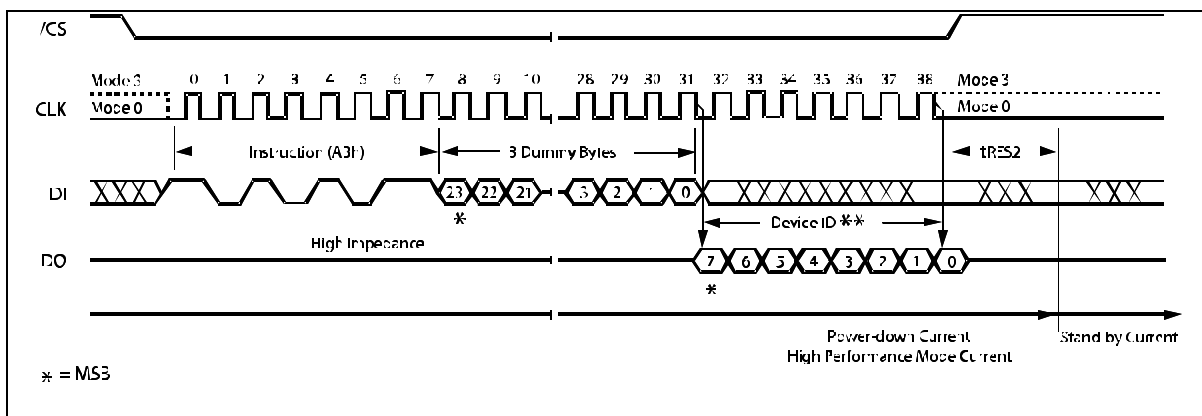 /CS
Mode 3 0 1 2 3 4 5 6 7 8 9 10 28 29 30 31 32 33 34 35 36 37 38 Mode 3
CLK Mode 0 Mode 0
Instruction (A3h) 3 Dummy Bytes tRES2
DI 23 22 21 3 2 1 0
* Device ID **
High Impedance
DO 7 6 5 4 3 2 1 0
*
Power-down Current Stand-by Current
High Performance Mode Current
* = MSB